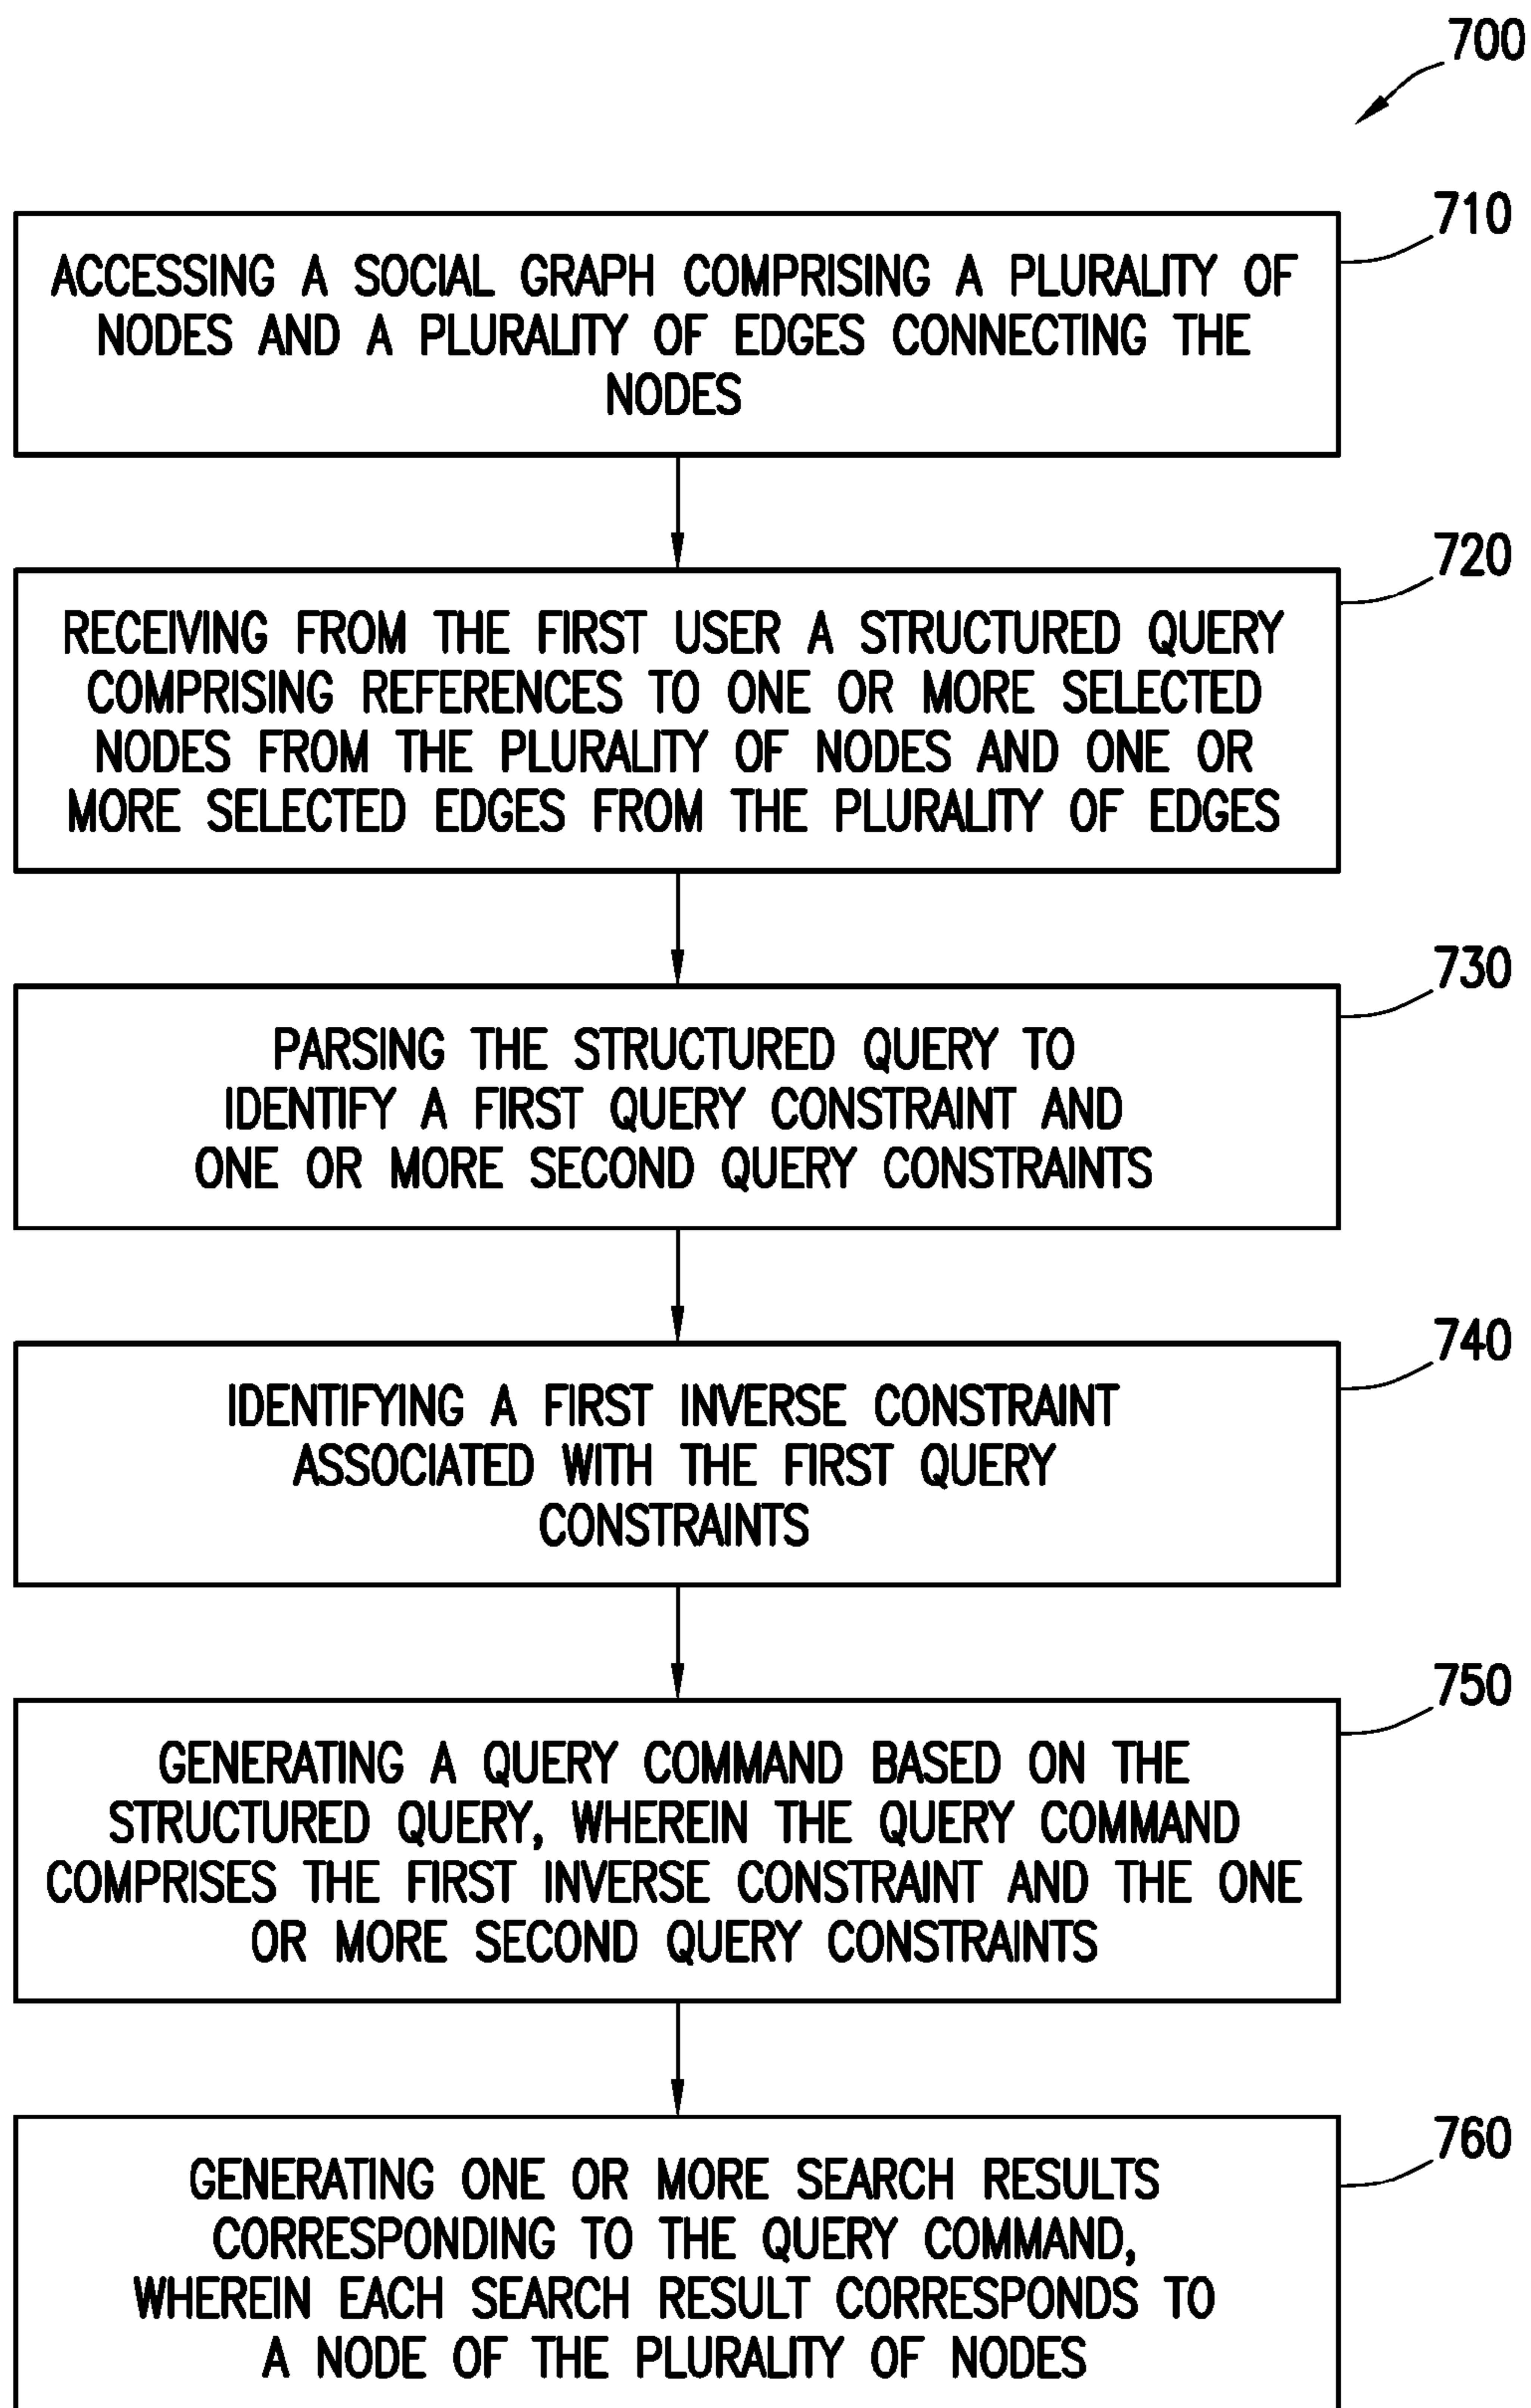 700
710
ACCESSING A SOCIAL GRAPH COMPRISING A PLURALITY OF
NODES AND A PLURALITY OF EDGES CONNECTING THE
NODES
720
RECEIVING FROM THE FIRST USER A STRUCTURED QUERY
COMPRISING REFERENCES TO ONE OR MORE SELECTED
NODES FROM THE PLURALITY OF NODES AND ONE OR
MORE SELECTED EDGES FROM THE PLURALITY OF EDGES
730
PARSING THE STRUCTURED QUERY TO
IDENTIFY A FIRST QUERY CONSTRAINT AND
ONE OR MORE SECOND QUERY CONSTRAINTS
740
IDENTIFYING A FIRST INVERSE CONSTRAINT
ASSOCIATED WITH THE FIRST QUERY
CONSTRAINTS
750
GENERATING A QUERY COMMAND BASED ON THE
STRUCTURED QUERY, WHEREIN THE QUERY COMMAND
COMPRISES THE FIRST INVERSE CONSTRAINT AND THE ONE
OR MORE SECOND QUERY CONSTRAINTS
760
GENERATING ONE OR MORE SEARCH RESULTS
CORRESPONDING TO THE QUERY COMMAND,
WHEREIN EACH SEARCH RESULT CORRESPONDS TO
A NODE OF THE PLURALITY OF NODES